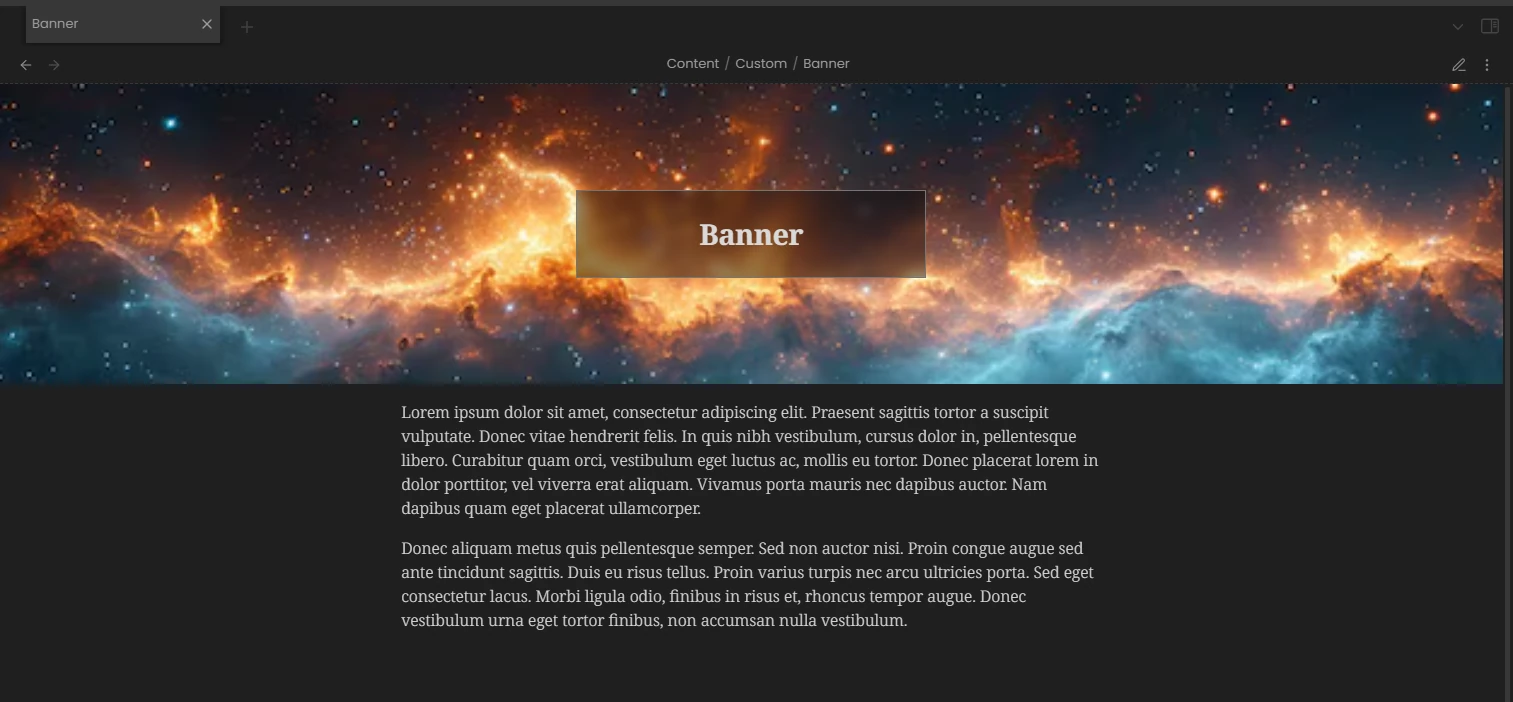 Banner
Content / Custom / Banner
Banner
Lorem ipsum dolor sit amet, consectetur adipiscing elit. Praesent sagittis tortor a suscipit
vulputate. Donec vitae hendrerit felis. In quis nibh vestibulum, cursus dolor in, pellentesque
libero. Curabitur quam orci, vestibulum eget luctus ac, mollis eu tortor. Donec placerat lorem in
dolor porttitor, vel viverra erat aliquam. Vivamus porta mauris nec dapibus auctor. Nam
dapibus quam eget placerat ullamcorper.
Donec aliquam metus quis pellentesque semper. Sed non auctor nisi. Proin congue augue sed
ante tincidunt sagittis. Duis eu risus tellus. Proin varius turpis nec arcu ultricies porta. Sed eget
consectetur lacus. Morbi ligula odio, finibus in risus et, rhoncus tempor augue. Donec
vestibulum urna eget tortor finibus, non accumsan nulla vestibulum.